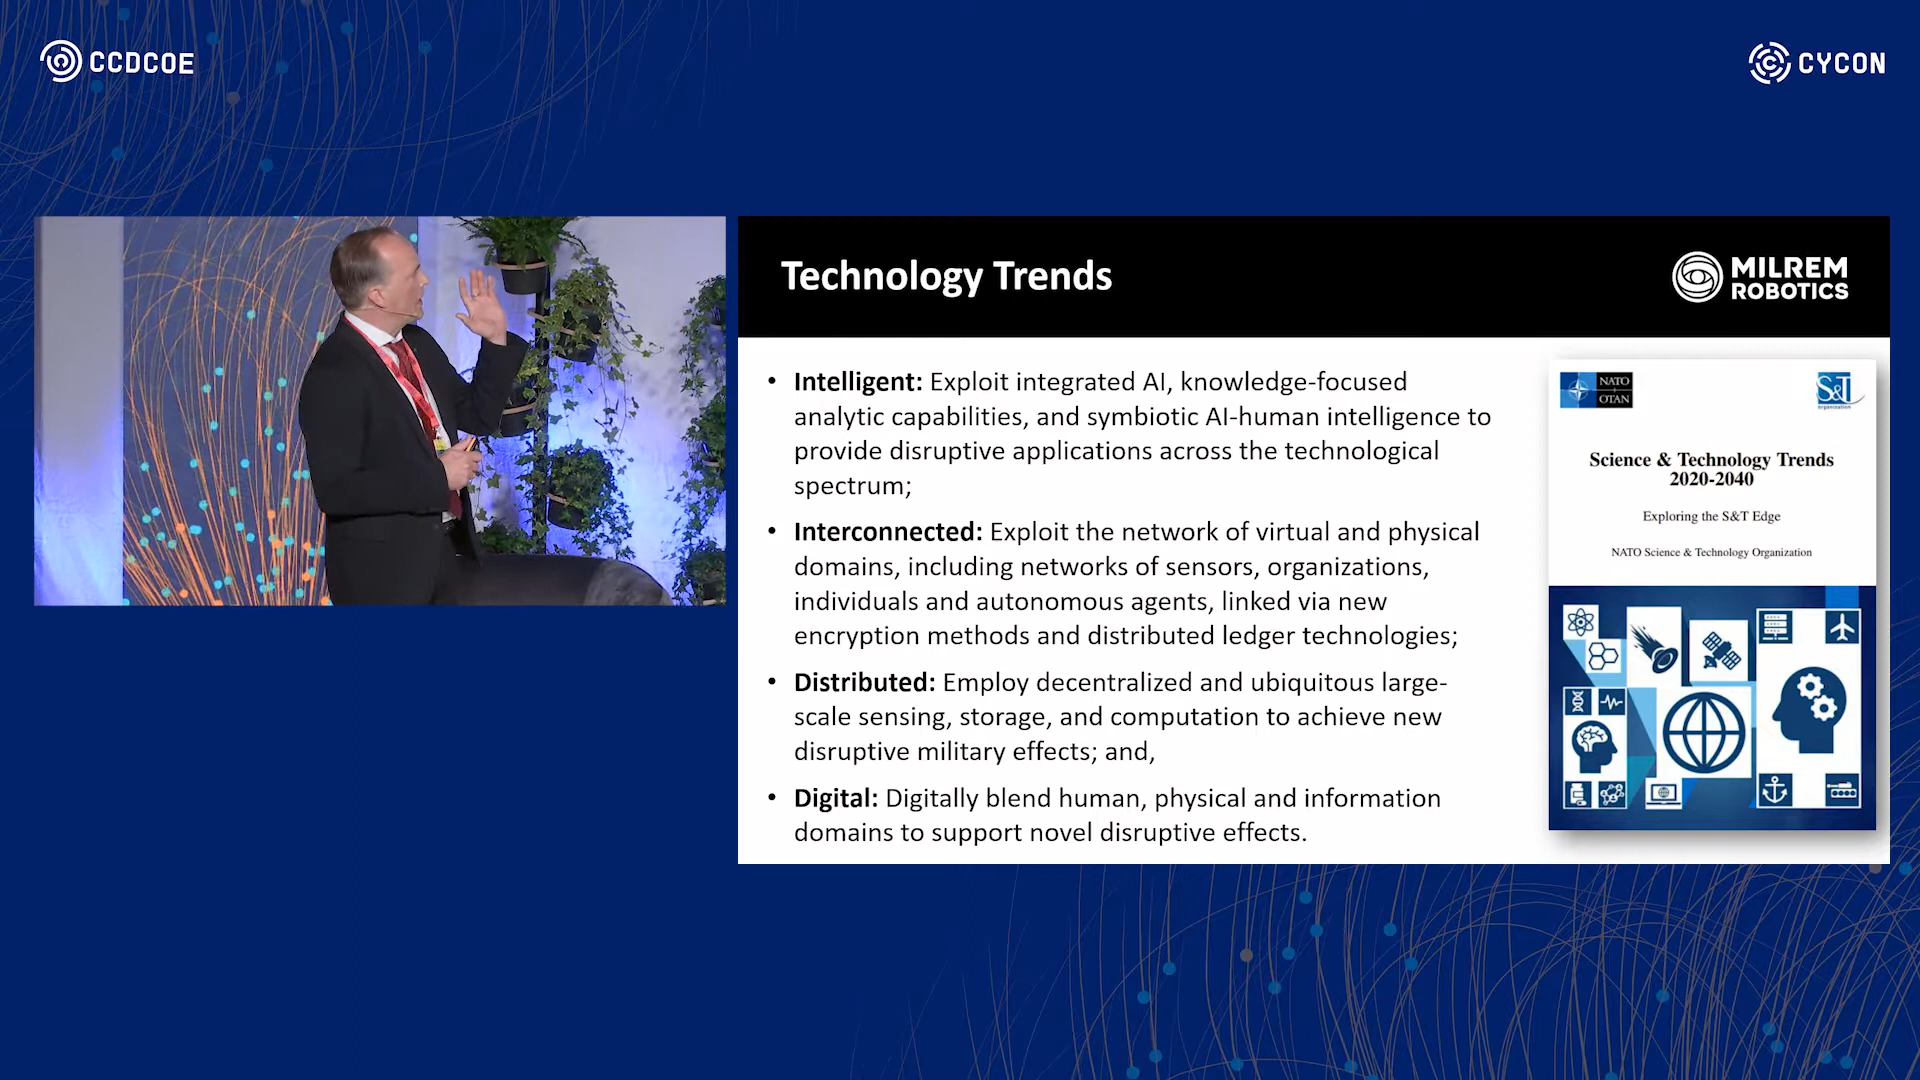 CCDCOE
CYCON
Technology Trends
MILREM
ROBOTICS
• Intelligent: Exploit integrated AI, knowledge-focused
analytic capabilities, and symbiotic AI-human intelligence to
provide disruptive applications across the technological
spectrum;
• Interconnected: Exploit the network of virtual and physical
domains, including networks of sensors, organizations,
individuals and autonomous agents, linked via new
encryption methods and distributed ledger technologies;
• Distributed: Employ decentralized and ubiquitous large-
scale sensing, storage, and computation to achieve new
disruptive military effects; and,
• Digital: Digitally blend human, physical and information
domains to support novel disruptive effects.
NATO
OTAN
S&T
organization
Science & Technology Trends
2020-2040
Exploring the S&T Edge
NATO Science & Technology Organization